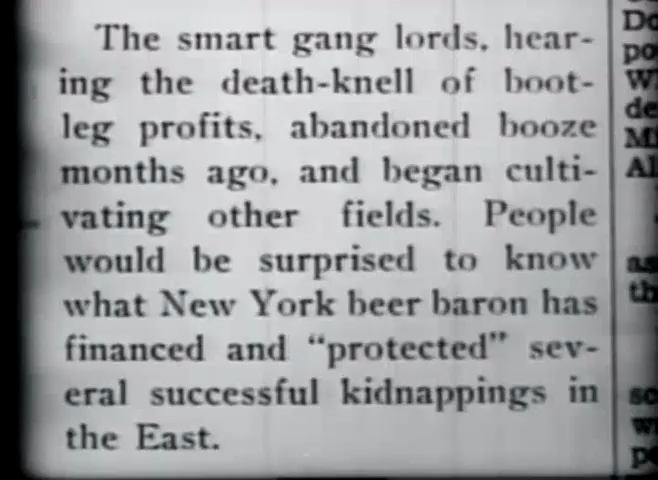 The smart gang lords, hear-
ing the death-knell of boot-
leg profits, abandoned booze
months ago, and began culti-
vating other fields. People
would be surprised to know
what New York beer baron has
financed and “protected” sev-
eral successful kidnappings in
the East.